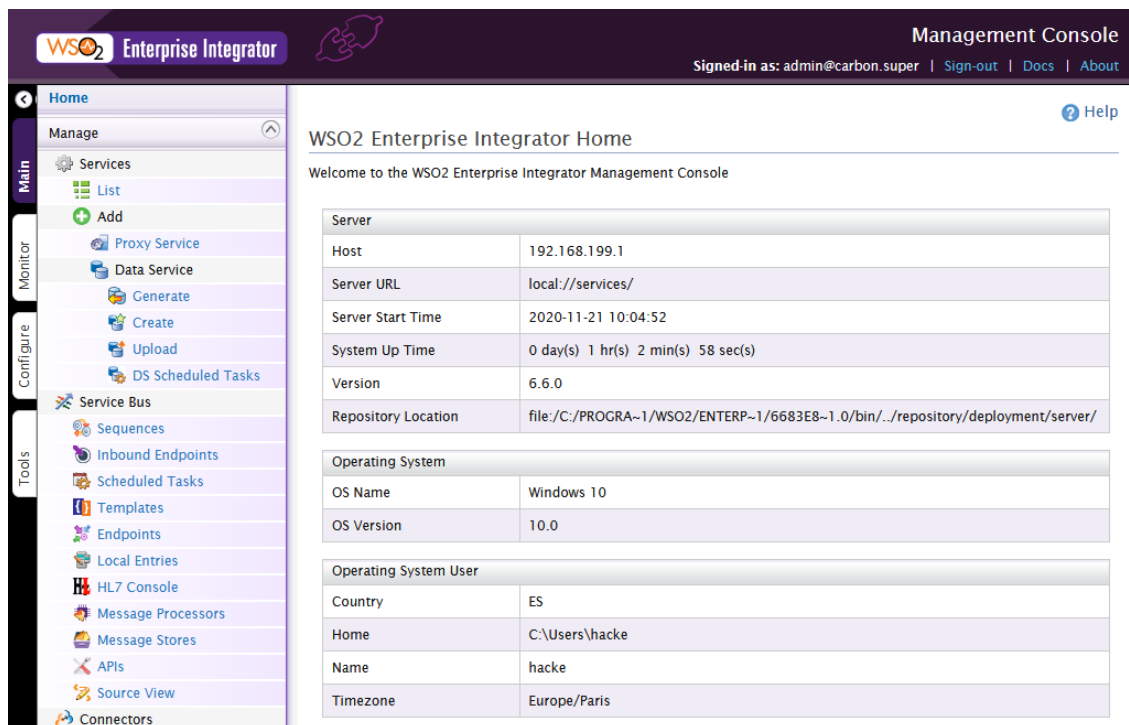 WSO2 Enterprise Integrator
Management Console
Signed-in as: admin@carbon.super | Sign-out | Docs | About
Main
Monitor
Configure
Tools
Home
Manage
Services
List
Add
Proxy Service
Data Service
Generate
Create
Upload
DS Scheduled Tasks
Service Bus
Sequences
Inbound Endpoints
Scheduled Tasks
Templates
Endpoints
Local Entries
HL7 Console
Message Processors
Message Stores
APIs
Source View
Connectors
Help
WSO2 Enterprise Integrator Home
Welcome to the WSO2 Enterprise Integrator Management Console
Server
Host 192.168.199.1
Server URL local://services/
Server Start Time 2020-11-21 10:04:52
System Up Time 0 day(s) 1 hr(s) 2 min(s) 58 sec(s)
Version 6.6.0
Repository Location file:/C:/PROGRA~1/WSO2/ENTERP~1/6683E8~1.0/bin/../repository/deployment/server/
Operating System
OS Name Windows 10
OS Version 10.0
Operating System User
Country ES
Home C:\Users\hacke
Name hacke
Timezone Europe/Paris